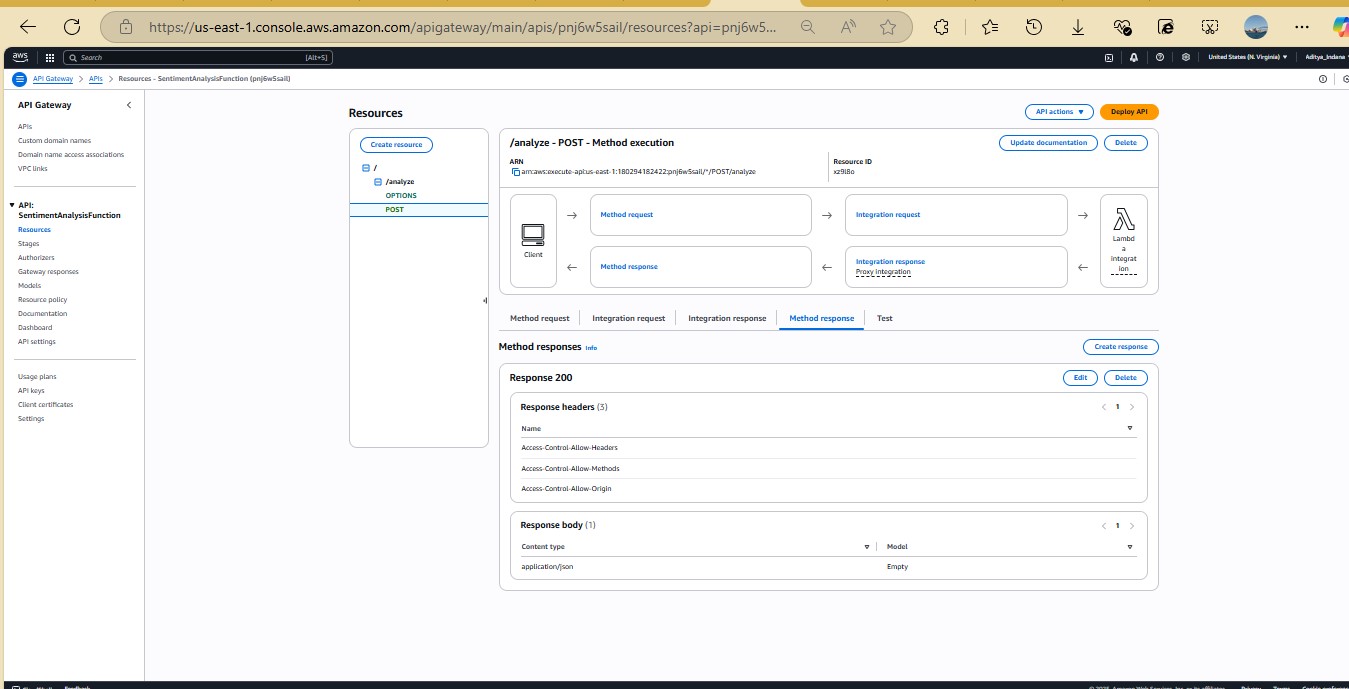 https://us-east-1.console.aws.amazon.com/apigateway/main/apis/pnj6w5sail/resources?api=pnj6w5...
aws Search [Alt+S] United States (N. Virginia) ▼ Aditya_Indana
API Gateway > APIs > Resources - SentimentAnalysisFunction (pnj6w5sail)
API Gateway
APIs
Custom domain names
Domain name access associations
VPC links
API:
SentimentAnalysisFunction
Resources
Stages
Authorizers
Gateway responses
Models
Resource policy
Documentation
Dashboard
API settings
Usage plans
API keys
Client certificates
Settings
Resources
API actions ▼ Deploy API
Create resource
/
/analyze
OPTIONS
POST
/analyze - POST - Method execution
Update documentation Delete
ARN
arn:aws:execute-api:us-east-1:180294182422:pnj6w5sail/*/POST/analyze
Resource ID
xz9l8o
Client
Method request
Integration request
Method response
Integration response
Proxy integration
Lambd
a
integrat
ion
Method request Integration request Integration response Method response Test
Method responses Info
Create response
Response 200
Edit Delete
Response headers (3)
< 1 >
Name
Access-Control-Allow-Headers
Access-Control-Allow-Methods
Access-Control-Allow-Origin
Response body (1)
< 1 >
Content type Model
application/json Empty